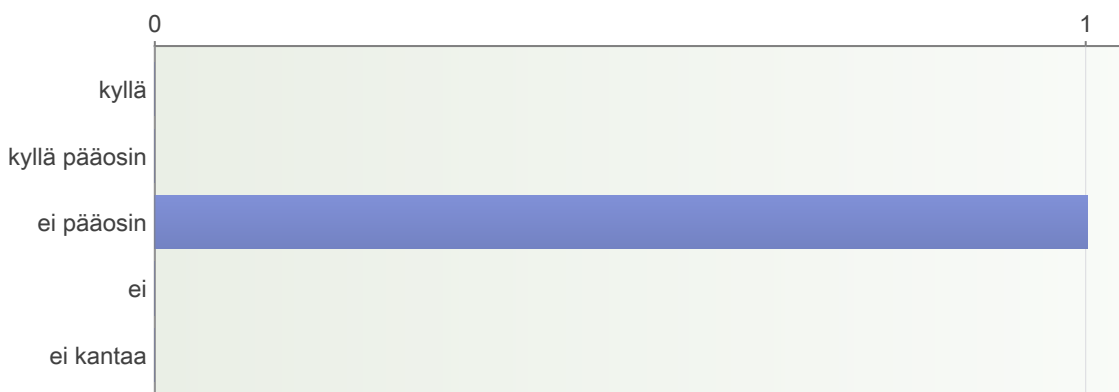 0 1
kyllä
kyllä pääosin
ei pääosin
ei
ei kantaa